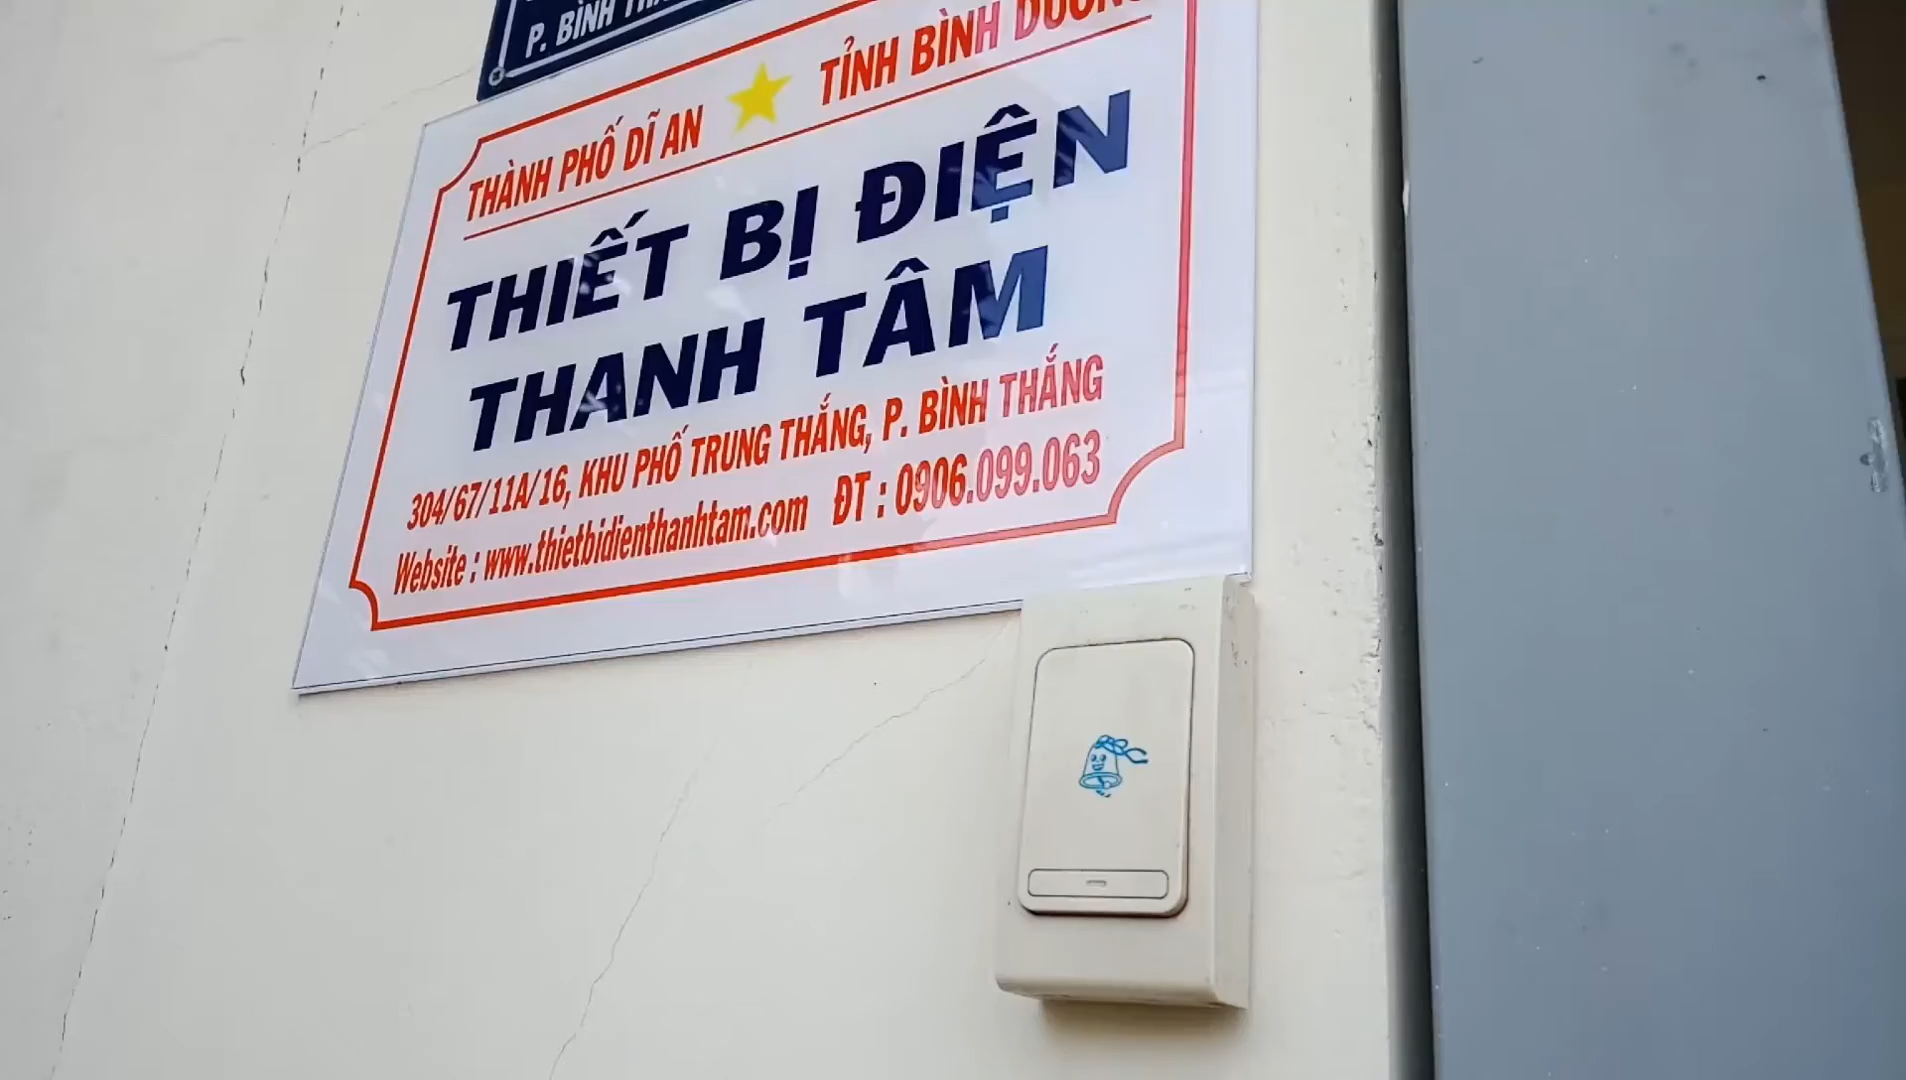 P. BÌNH
THÀNH PHỐ DĨ AN ★ TỈNH BÌNH DƯƠNG
THIẾT BỊ ĐIỆN
THANH TÂM
304/67/11A/16, KHU PHỐ TRUNG THẮNG, P. BÌNH THẮNG
Website : www.thietbidienthanhtam.com ĐT : 0906.099.063